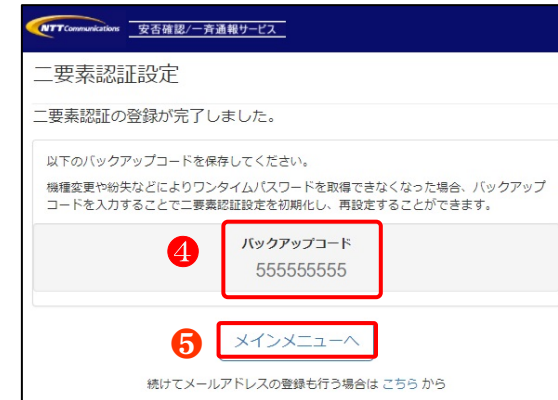 NTT Communications 安否確認/一斉通報サービス
二要素認証設定
二要素認証の登録が完了しました。
以下のバックアップコードを保存してください。
機種変更や紛失などによりワンタイムパスワードを取得できなくなった場合、バックアップ
コードを入力することで二要素認証設定を初期化し、再設定することができます。
バックアップコード
❹ 555555555
❺ メインメニューへ
続けてメールアドレスの登録も行う場合は こちら から